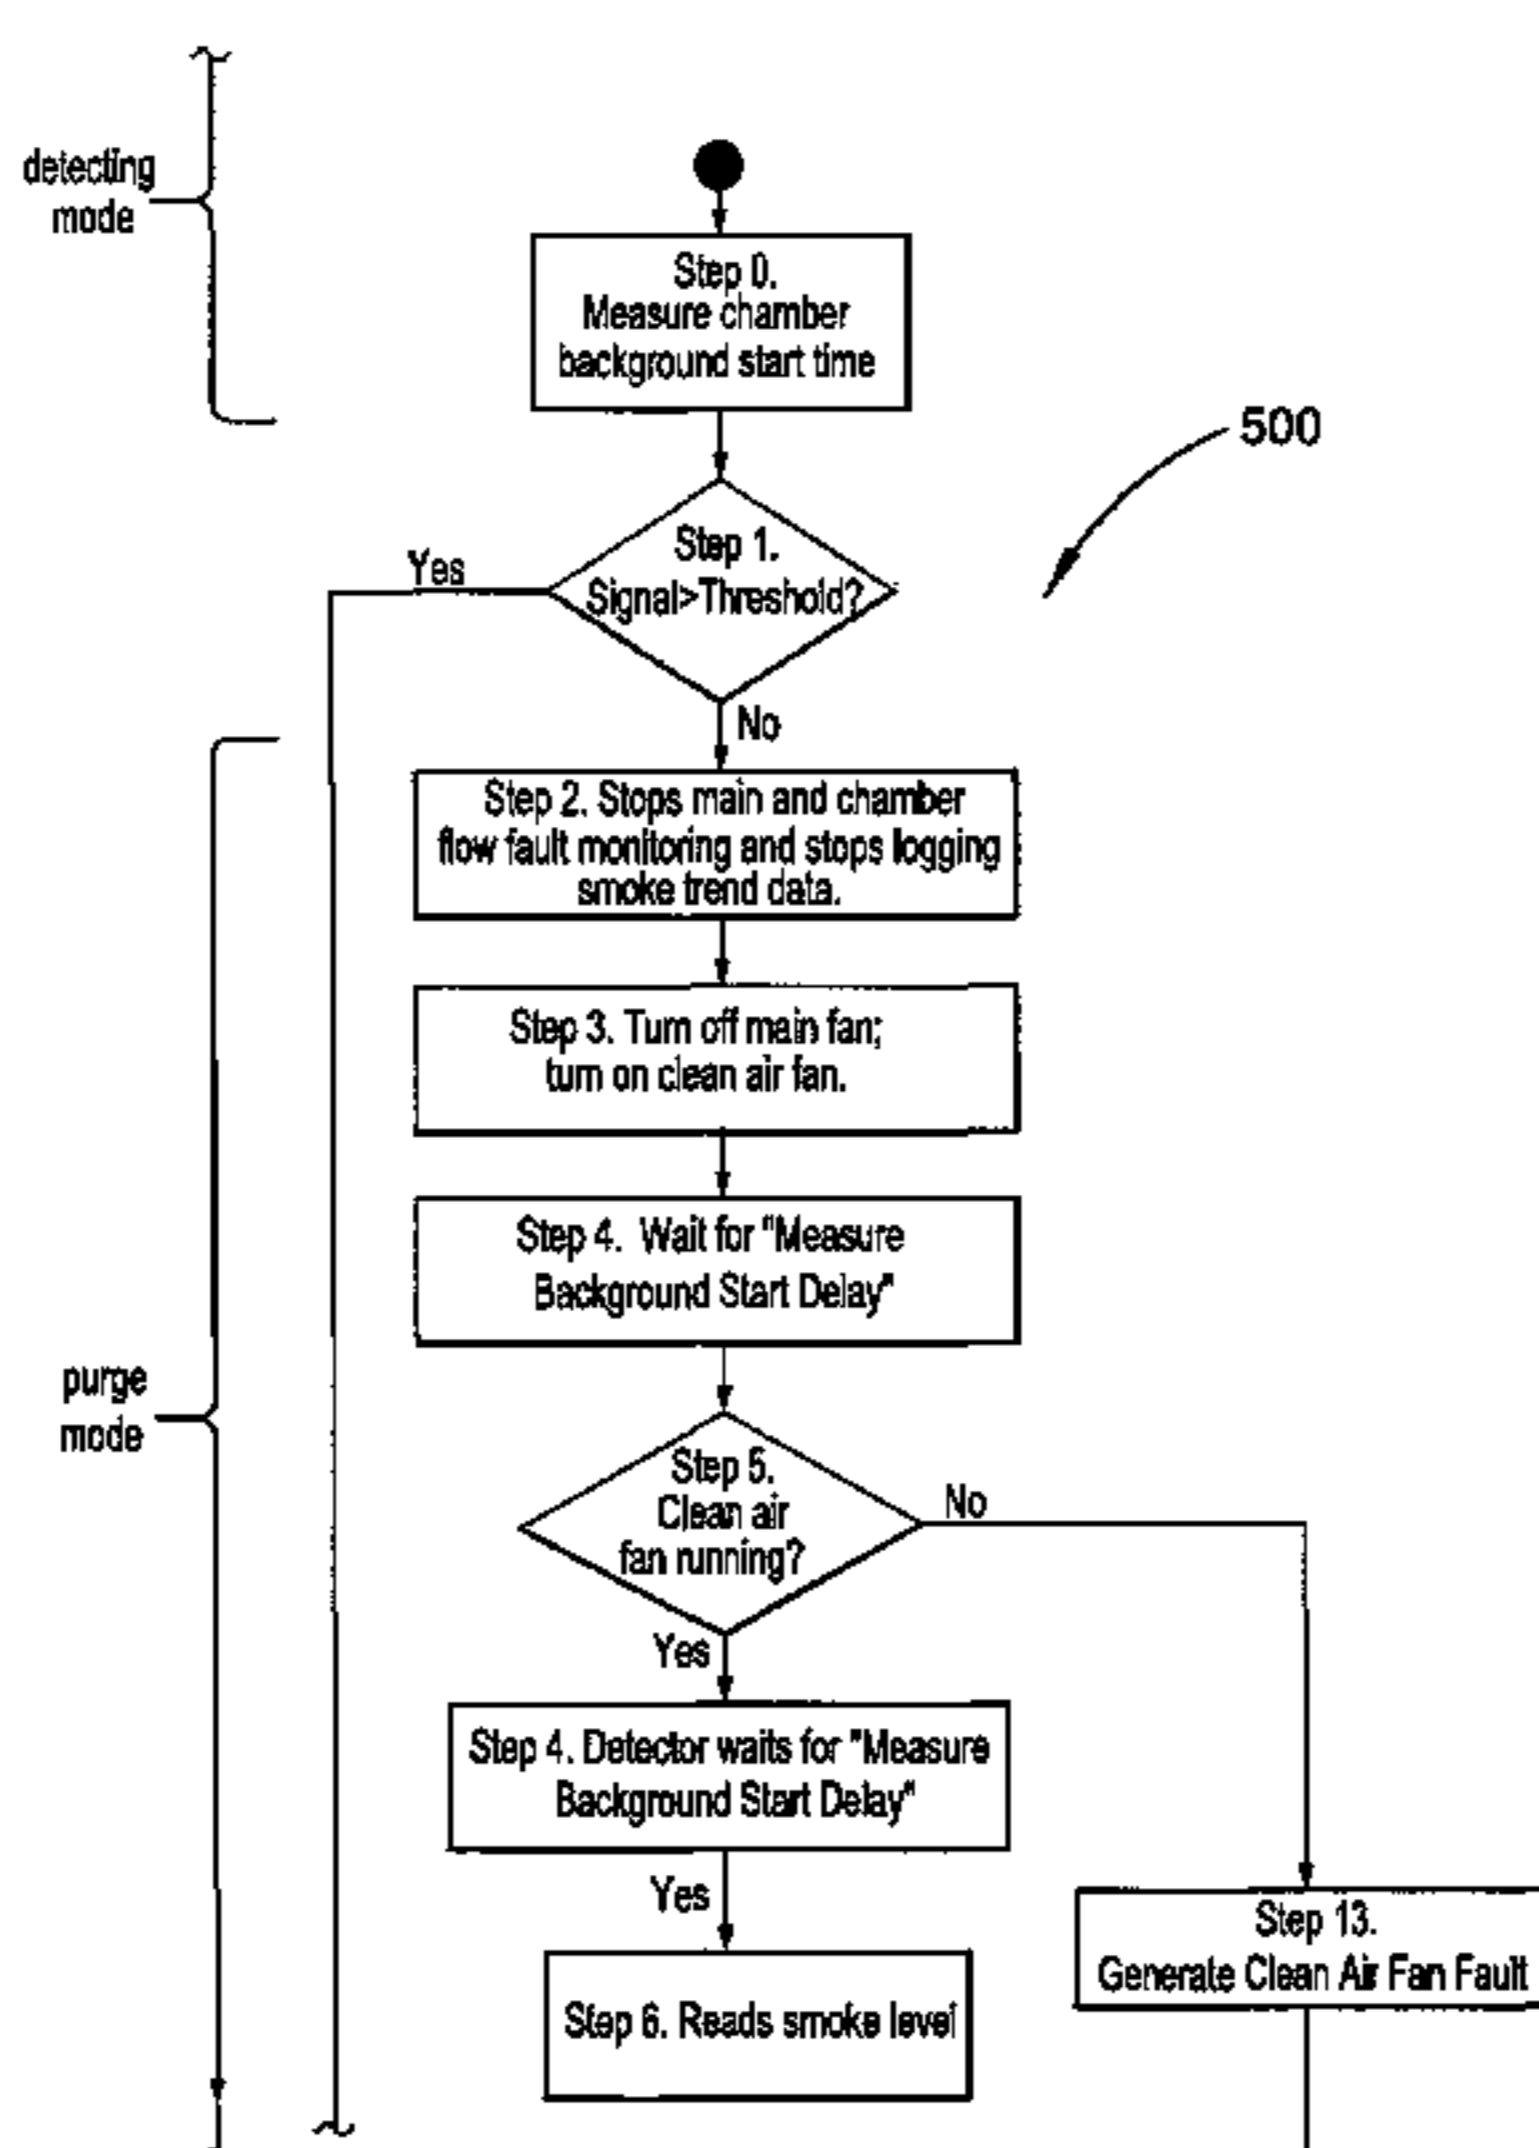 detecting
mode
Step 0.
Measure chamber
background start time
500
Step 1.
Signal>Threshold?
Yes
No
Step 2. Stops main and chamber
flow fault monitoring and stops logging
smoke trend data.
Step 3. Turn off main fan;
turn on clean air fan.
Step 4. Wait for "Measure
Background Start Delay"
purge
mode
Step 5.
Clean air
fan running?
No
Yes
Step 4. Detector waits for "Measure
Background Start Delay"
Yes
Step 13.
Generate Clean Air Fan Fault
Step 6. Reads smoke level